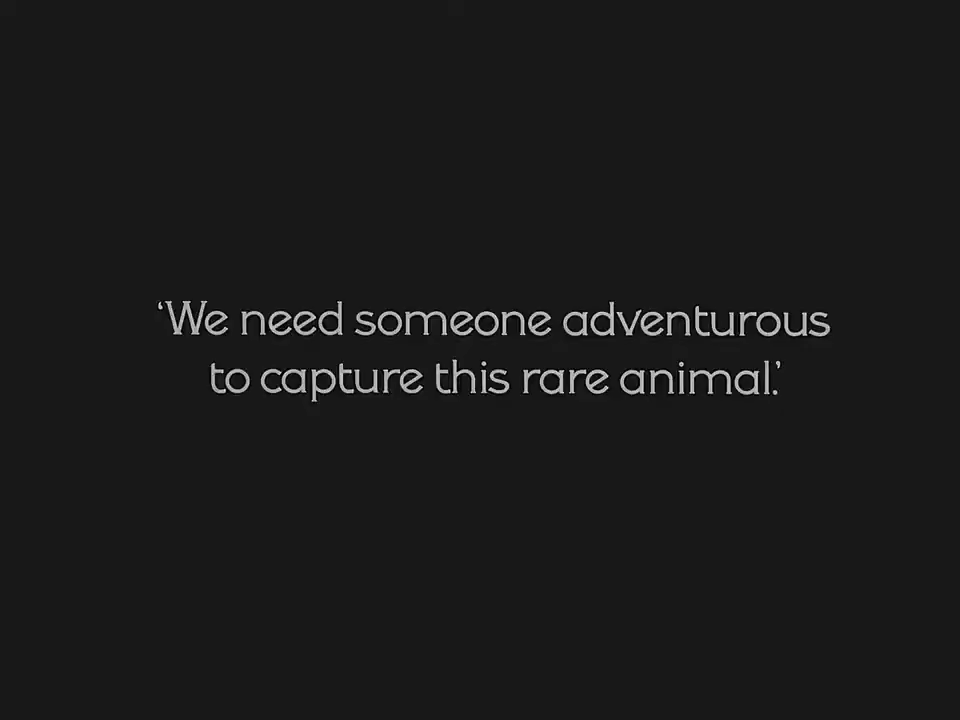 ‘We need someone adventurous
to capture this rare animal.’